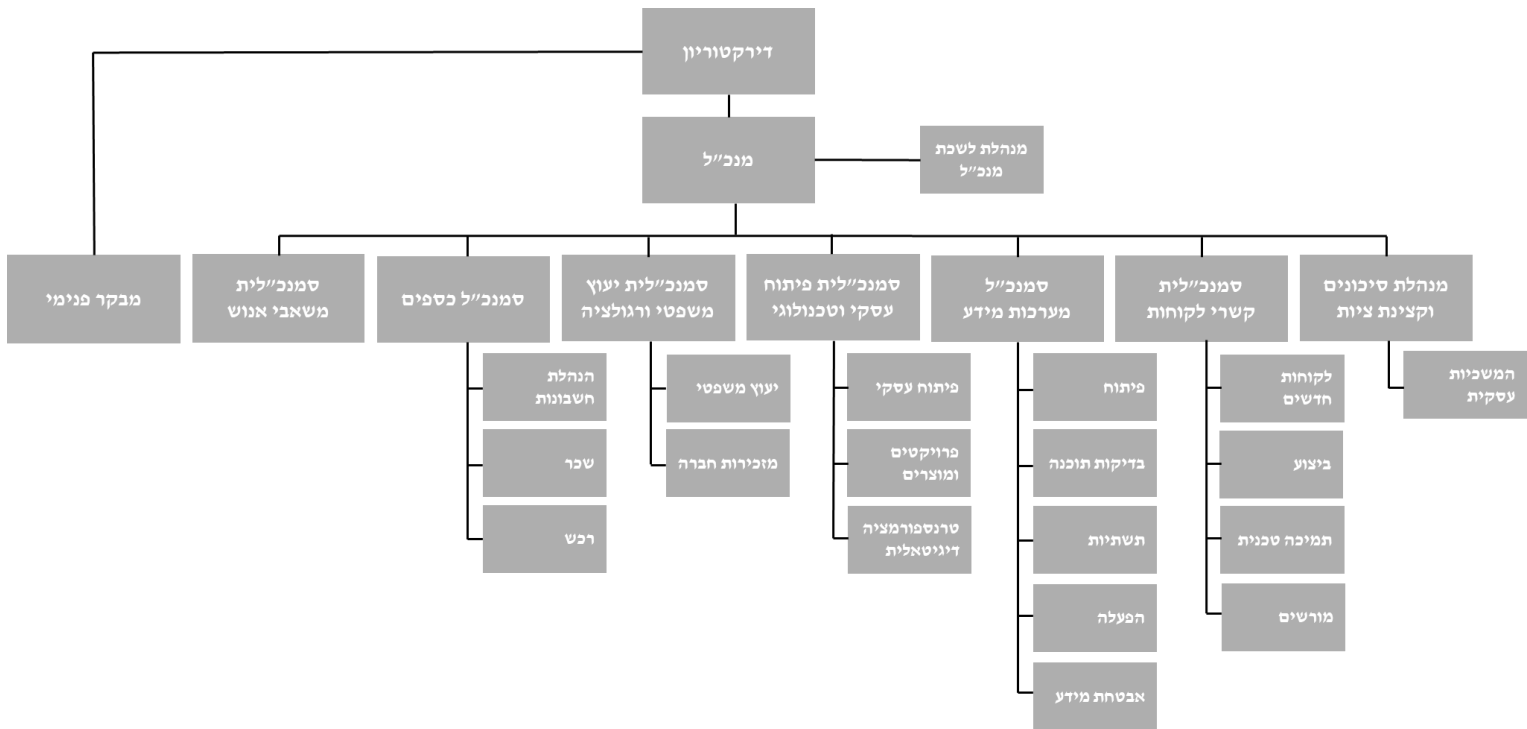 דירקטוריון
מנכ״ל
מנהלת לשכת
מנכ״ל
מנהלת סיכונים
וקצינת ציות
המשכיות
עסקית
סמנכ״לית
קשרי לקוחות
לקוחות
חדשים
ביצוע
תמיכה טכנית
מורשים
סמנכ״ל
מערכות מידע
פיתוח
בדיקות תוכנה
תשתיות
הפעלה
אבטחת מידע
סמנכ״לית פיתוח
עסקי וטכנולוגי
פיתוח עסקי
פרויקטים
ומוצרים
טרנספורמציה
דיגיטאלית
סמנכ״לית יעוץ
משפטי ורגולציה
יעוץ משפטי
מזכירות חברה
סמנכ״ל כספים
הנהלת
חשבונות
שכר
רכש
סמנכ״לית
משאבי אנוש
מבקר פנימי